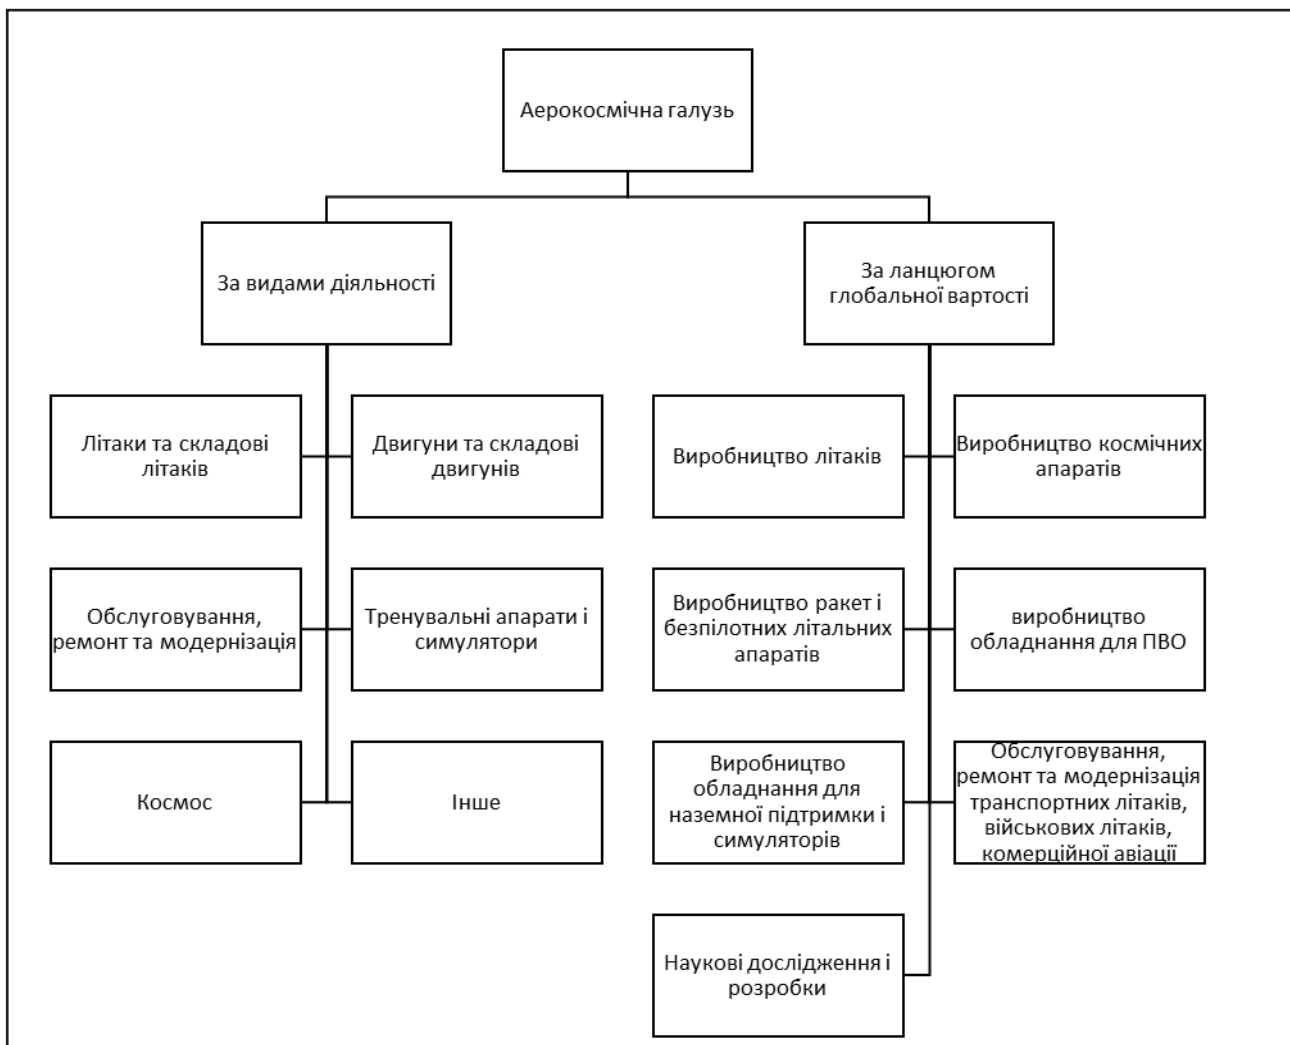 Аерокосмічна галузь
За видами діяльності
За ланцюгом
глобальної вартості
Літаки та складові
літаків
Двигуни та складові
двигунів
Виробництво літаків
Виробництво космічних
апаратів
Обслуговування,
ремонт та модернізація
Тренувальні апарати і
симулятори
Виробництво ракет і
безпілотних літальних
апаратів
виробництво
обладнання для ПВО
Космос
Інше
Виробництво
обладнання для
наземної підтримки і
симуляторів
Обслуговування,
ремонт та модернізація
транспортних літаків,
військових літаків,
комерційної авіації
Наукові дослідження і
розробки